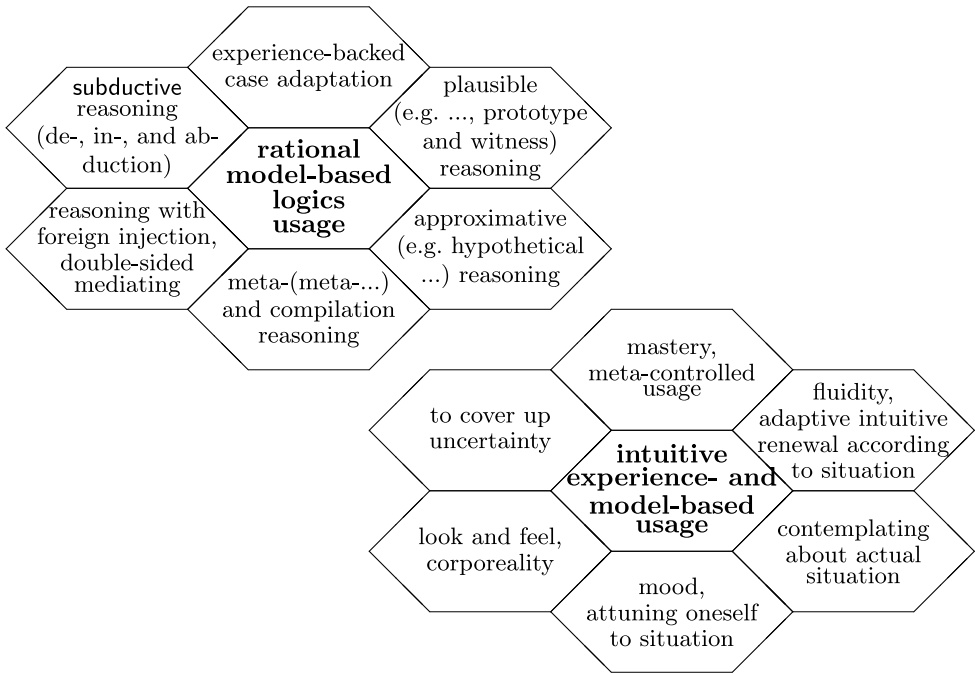 experience-backed
case adaptation
subductive
reasoning
(de-, in-, and ab-
duction)
plausible
(e.g. ..., prototype
and witness)
reasoning
rational
model-based
logics
usage
reasoning with
foreign injection,
double-sided
mediating
approximative
(e.g. hypothetical
...) reasoning
meta-(meta-...)
and compilation
reasoning
mastery,
meta-controlled
usage
to cover up
uncertainty
fluidity,
adaptive intuitive
renewal according
to situation
intuitive
experience- and
model-based
usage
look and feel,
corporeality
contemplating
about actual
situation
mood,
attuning oneself
to situation